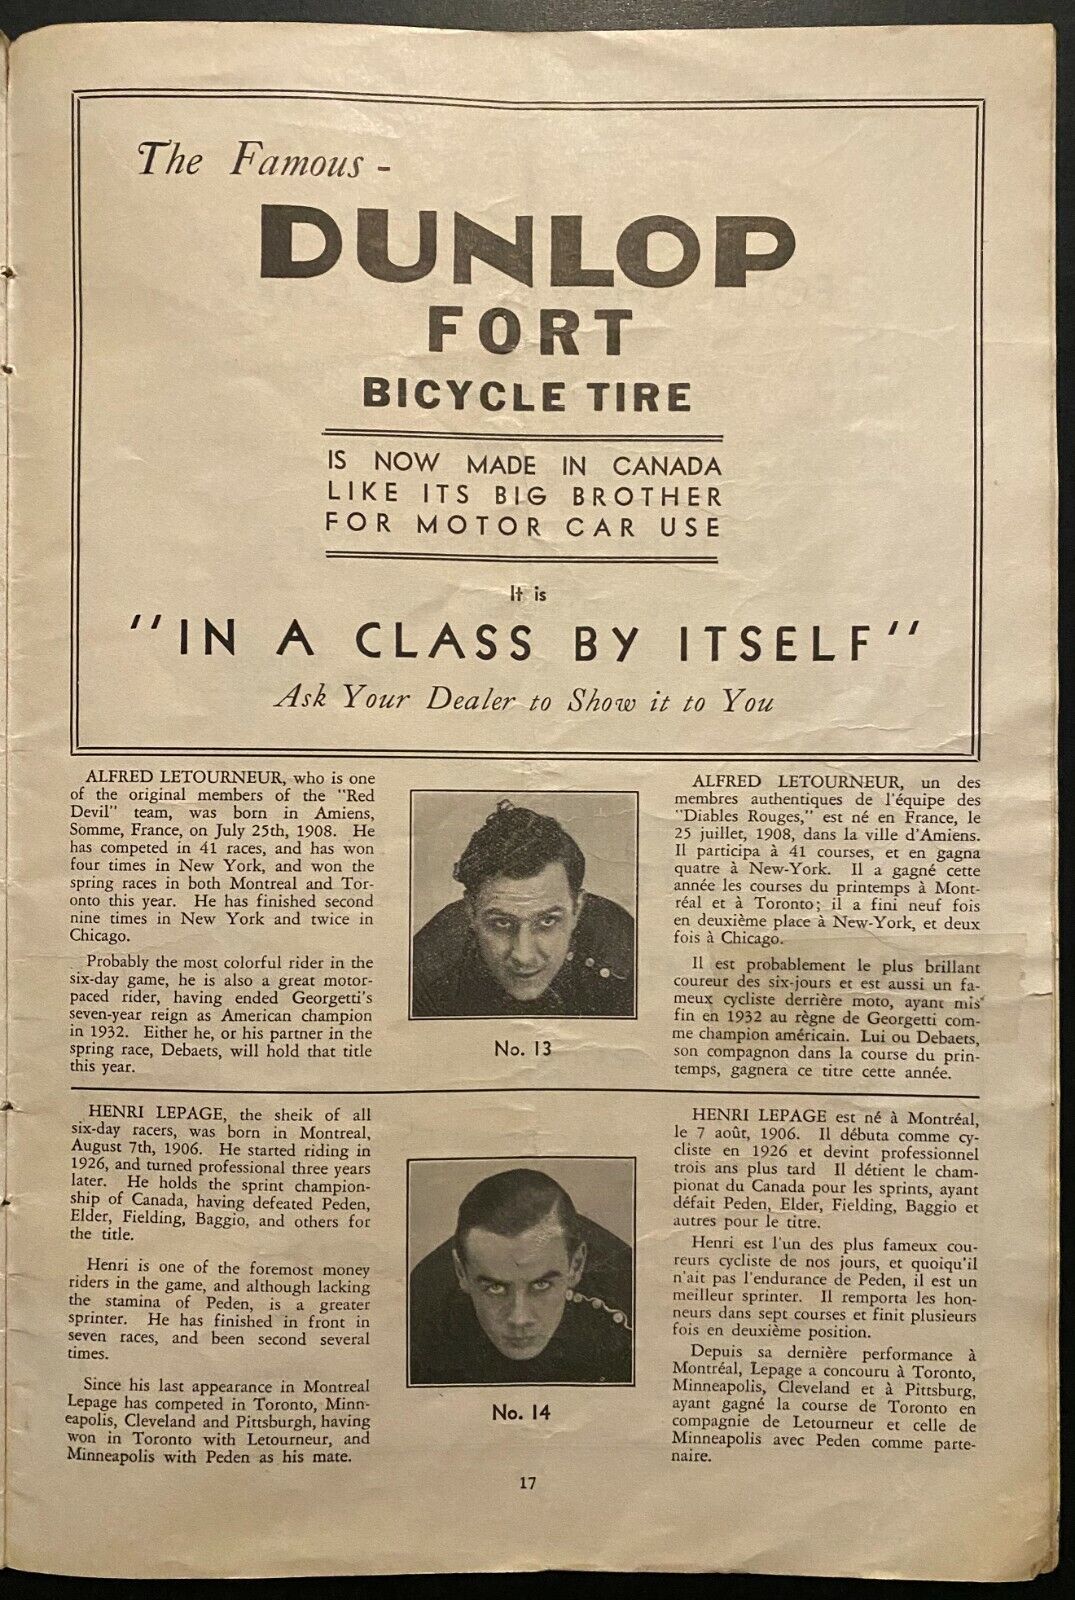 The Famous -
DUNLOP
FORT
BICYCLE TIRE
IS NOW MADE IN CANADA
LIKE ITS BIG BROTHER
FOR MOTOR CAR USE
It is
"IN A CLASS BY ITSELF"
Ask Your Dealer to Show it to You
ALFRED LETOURNEUR, who is one
of the original members of the "Red
Devil" team, was born in Amiens,
Somme, France, on July 25th, 1908. He
has competed in 41 races, and has won
four times in New York, and won the
spring races in both Montreal and Tor-
onto this year. He has finished second
nine times in New York and twice in
Chicago.
Probably the most colorful rider in the
six-day game, he is also a great motor-
paced rider, having ended Georgetti's
seven-year reign as American champion
in 1932. Either he, or his partner in the
spring race, Debaets, will hold that title
this year.
No. 13
ALFRED LETOURNEUR, un des
membres authentiques de l'équipe des
"Diables Rouges," est né en France, le
25 juillet, 1908, dans la ville d'Amiens.
Il participa à 41 courses, et en gagna
quatre à New-York. Il a gagné cette
année les courses du printemps à Mont-
réal et à Toronto; il a fini neuf fois
en deuxième place à New-York, et deux
fois à Chicago.
Il est probablement le plus brillant
coureur des six-jours et est aussi un fa-
meux cycliste derrière moto, ayant mis
fin en 1932 au règne de Georgetti com-
me champion américain. Lui ou Debaets,
son compagnon dans la course du prin-
temps, gagnera ce titre cette année.
HENRI LEPAGE, the sheik of all
six-day racers, was born in Montreal,
August 7th, 1906. He started riding in
1926, and turned professional three years
later. He holds the sprint champion-
ship of Canada, having defeated Peden,
Elder, Fielding, Baggio, and others for
the title.
Henri is one of the foremost money
riders in the game, and although lacking
the stamina of Peden, is a greater
sprinter. He has finished in front in
seven races, and been second several
times.
Since his last appearance in Montreal
Lepage has competed in Toronto, Minn-
eapolis, Cleveland and Pittsburgh, having
won in Toronto with Letourneur, and
Minneapolis with Peden as his mate.
No. 14
HENRI LEPAGE est né à Montréal,
le 7 août, 1906. Il débuta comme cy-
cliste en 1926 et devint professionnel
trois ans plus tard Il détient le cham-
pionat du Canada pour les sprints, ayant
défait Peden, Elder, Fielding, Baggio et
autres pour le titre.
Henri est l'un des plus fameux cou-
reurs cycliste de nos jours, et quoiqu'il
n'ait pas l'endurance de Peden, il est un
meilleur sprinter. Il remporta les hon-
neurs dans sept courses et finit plusieurs
fois en deuxième position.
Depuis sa dernière performance à
Montréal, Lepage a concouru à Toronto,
Minneapolis, Cleveland et à Pittsburg,
ayant gagné la course de Toronto en
compagnie de Letourneur et celle de
Minneapolis avec Peden comme parte-
naire.
17